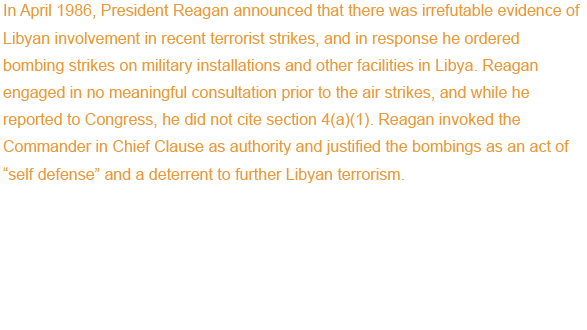 In April 1986, President Reagan announced that there was irrefutable evidence of
Libyan involvement in recent terrorist strikes, and in response he ordered
bombing strikes on military installations and other facilities in Libya. Reagan
engaged in no meaningful consultation prior to the air strikes, and while he
reported to Congress, he did not cite section 4(a)(1). Reagan invoked the
Commander in Chief Clause as authority and justified the bombings as an act of
“self defense” and a deterrent to further Libyan terrorism.